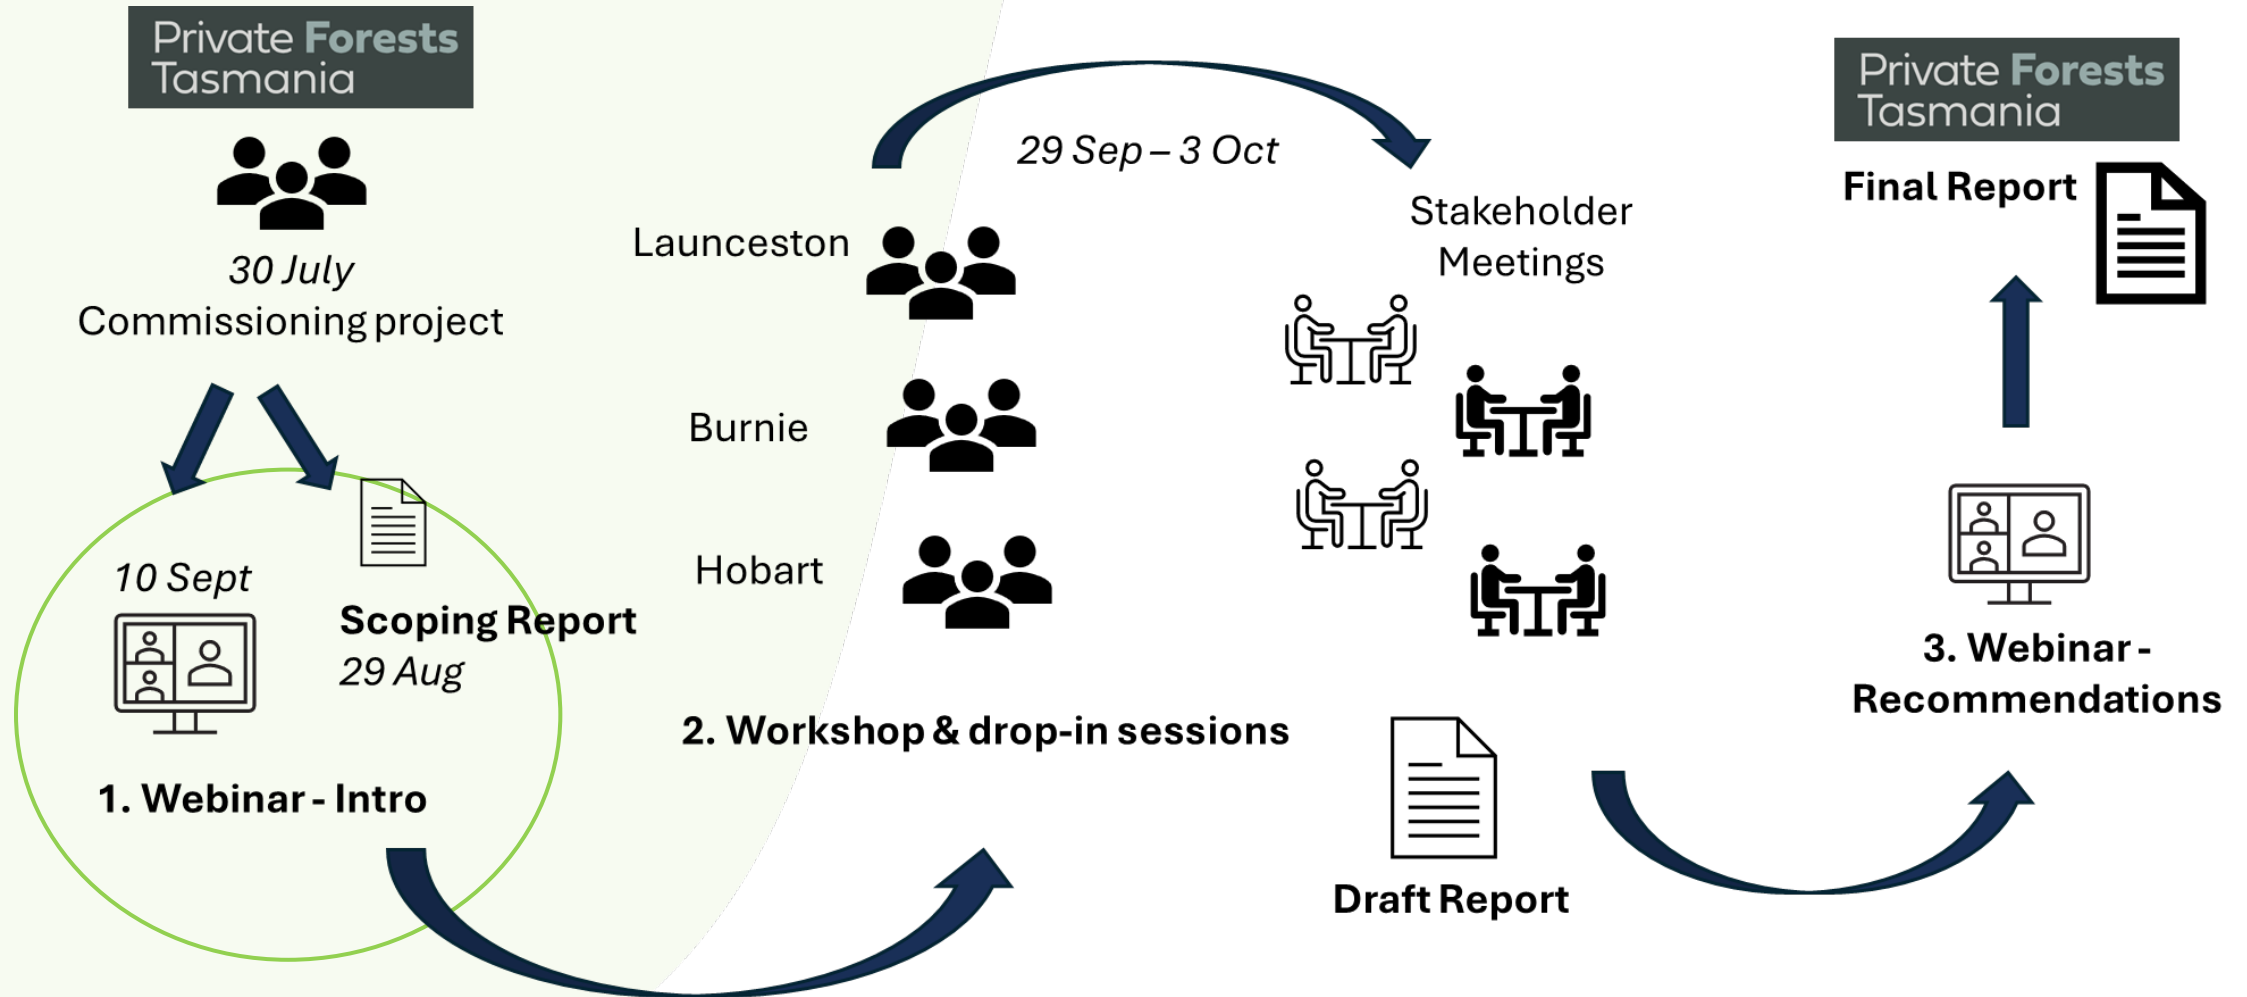 Private Forests
Tasmania
30 July
Commissioning project
10 Sept
Scoping Report
29 Aug
1. Webinar - Intro
29 Sep – 3 Oct
Launceston
Burnie
Hobart
2. Workshop & drop-in sessions
Stakeholder
Meetings
Draft Report
Private Forests
Tasmania
Final Report
3. Webinar -
Recommendations